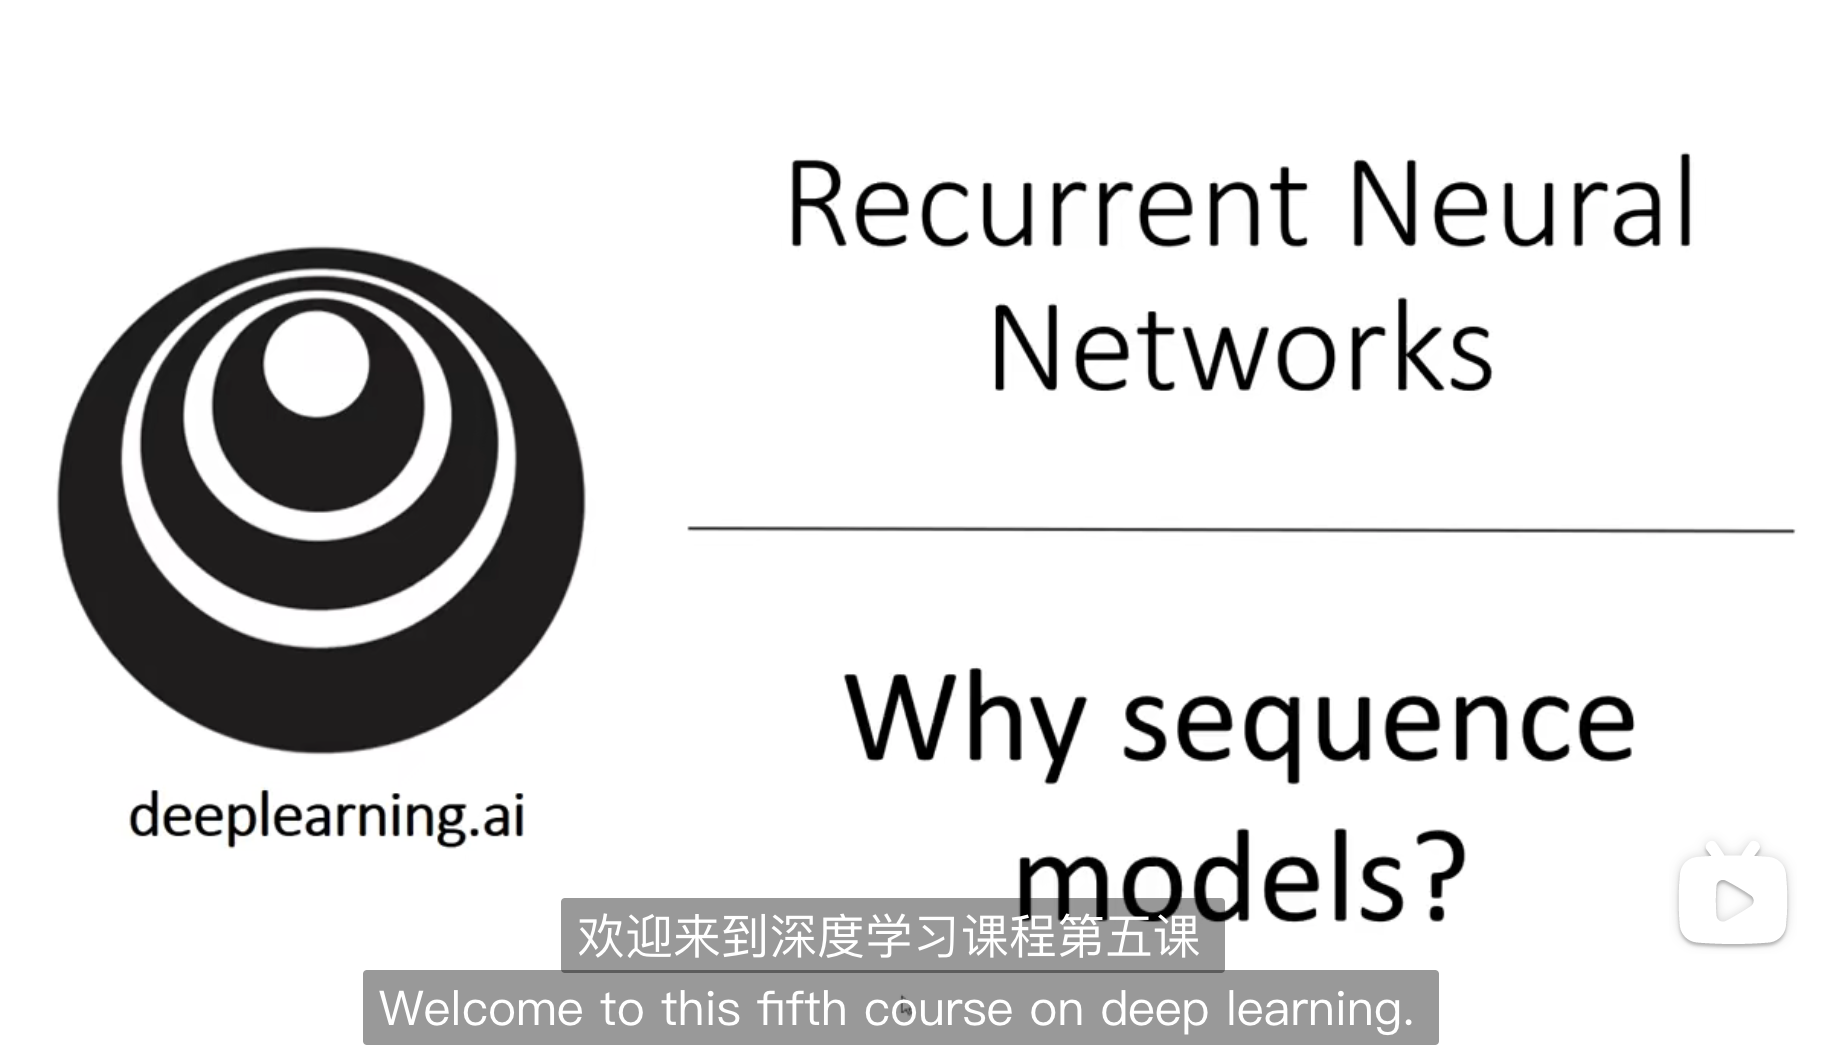 Recurrent Neural
Networks
Why sequence
models?
deeplearning.ai
欢迎来到深度学习课程第五课
Welcome to this fifth course on deep learning.